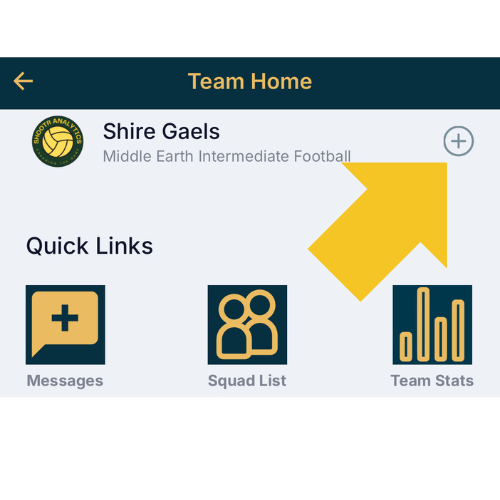 Team Home
SHOOTR ANALYTICS
Shire Gaels
Middle Earth Intermediate Football
Quick Links
Messages
Squad List
Team Stats